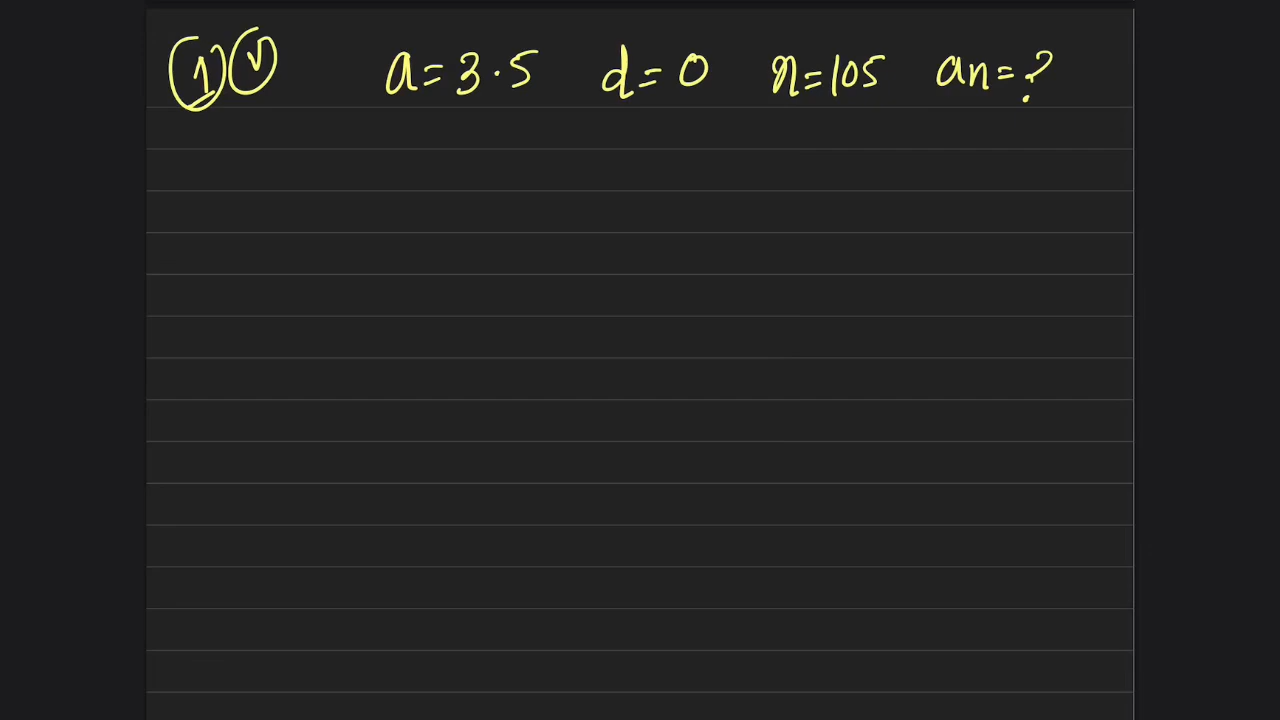 1 v a = 3.5 d = 0 n = 105 an = ?